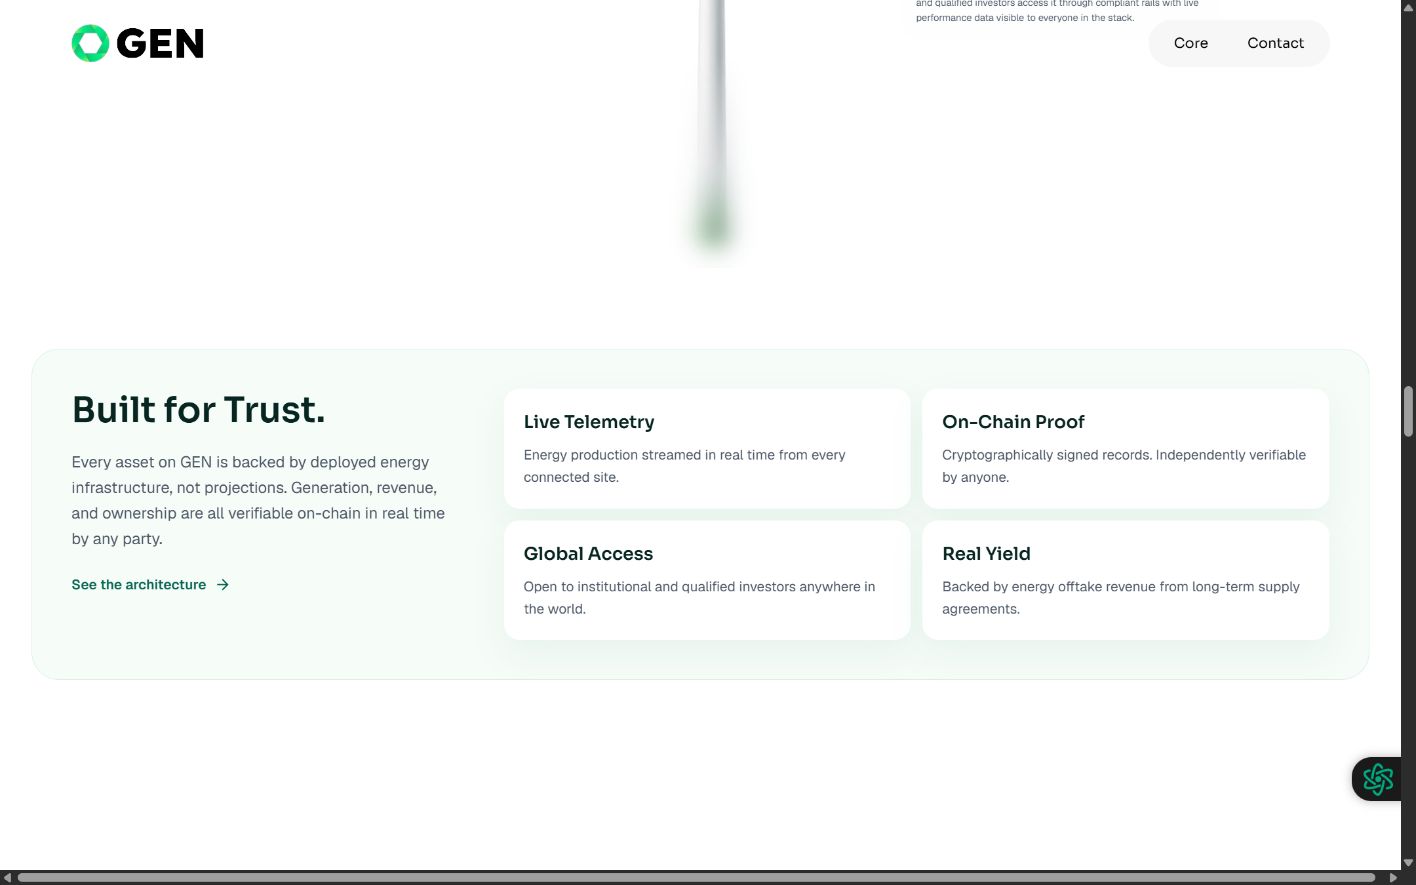 and qualified investors access it through compliant rails with live
performance data visible to everyone in the stack.
GEN
Core
Contact
Built for Trust.
Every asset on GEN is backed by deployed energy
infrastructure, not projections. Generation, revenue,
and ownership are all verifiable on-chain in real time
by any party.
See the architecture
Live Telemetry
Energy production streamed in real time from every
connected site.
On-Chain Proof
Cryptographically signed records. Independently verifiable
by anyone.
Global Access
Open to institutional and qualified investors anywhere in
the world.
Real Yield
Backed by energy offtake revenue from long-term supply
agreements.